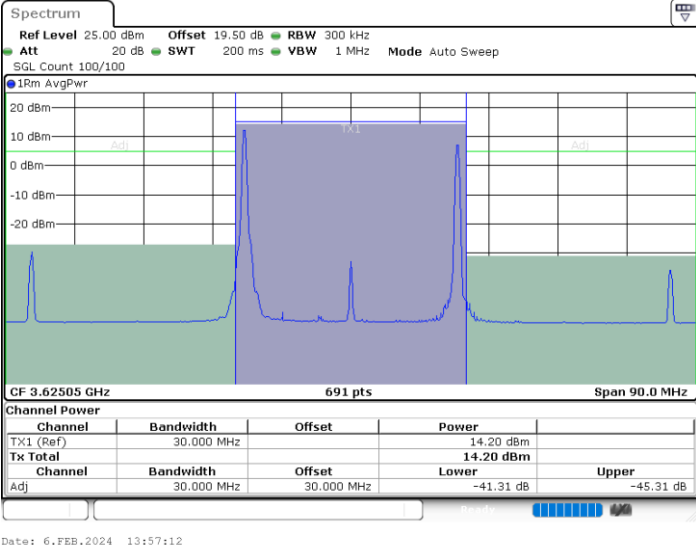 Spectrum
Ref Level 25.00 dBm Offset 19.50 dB RBW 300 kHz
Att 20 dB SWT 200 ms VBW 1 MHz Mode Auto Sweep
SGL Count 100/100
1Rm AvgPwr
20 dBm
TX1
10 dBm
Adj Adj
0 dBm
-10 dBm
-20 dBm
CF 3.62505 GHz 691 pts Span 90.0 MHz
Channel Power
Channel Bandwidth Offset Power
TX1 (Ref) 30.000 MHz 14.20 dBm
Tx Total 14.20 dBm
Channel Bandwidth Offset Lower Upper
Adj 30.000 MHz 30.000 MHz -41.31 dB -45.31 dB
Ready
Date: 6.FEB.2024 13:57:12